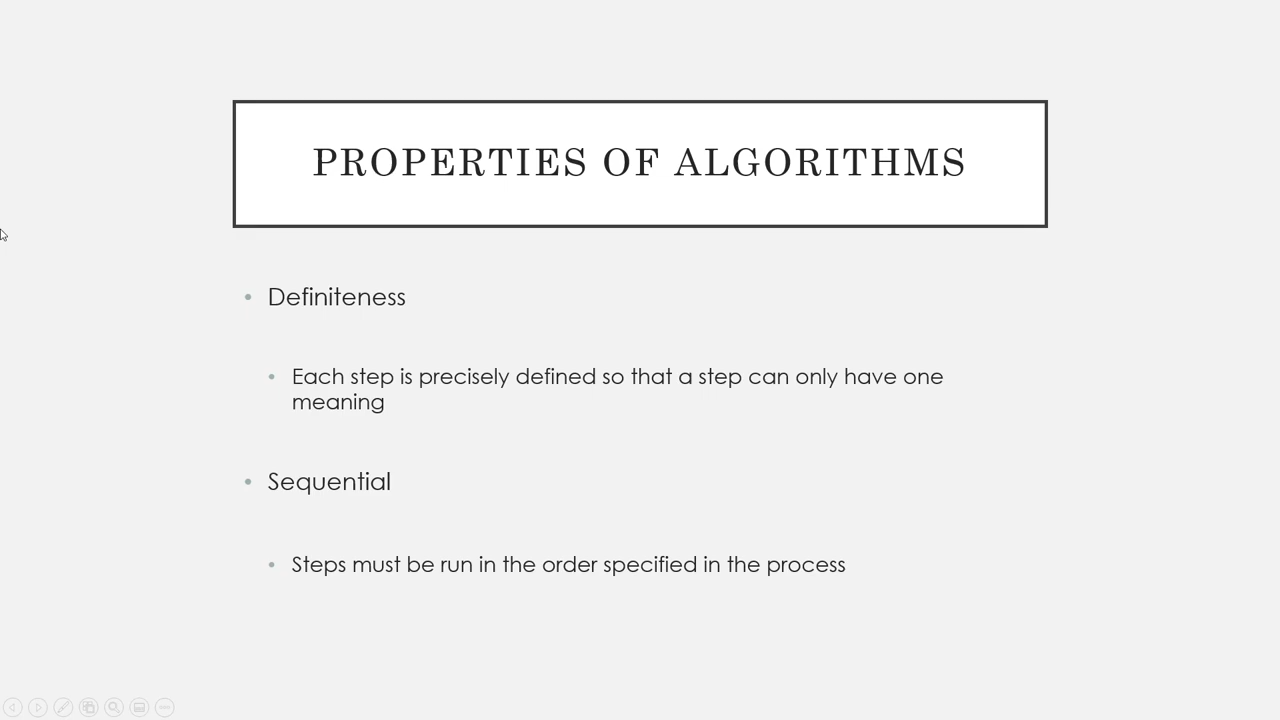 PROPERTIES OF ALGORITHMS
• Definiteness
• Each step is precisely defined so that a step can only have one
meaning
• Sequential
• Steps must be run in the order specified in the process